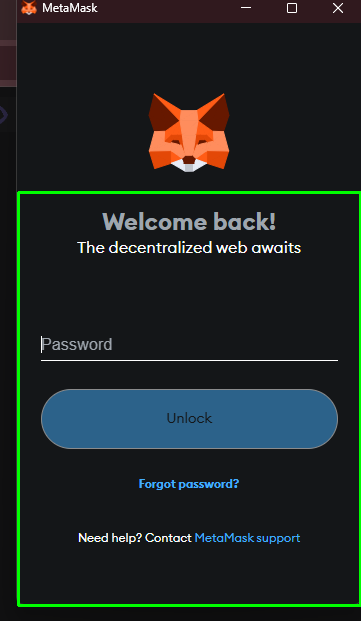 MetaMask
Welcome back!
The decentralized web awaits
Password
Unlock
Forgot password?
Need help? Contact MetaMask support